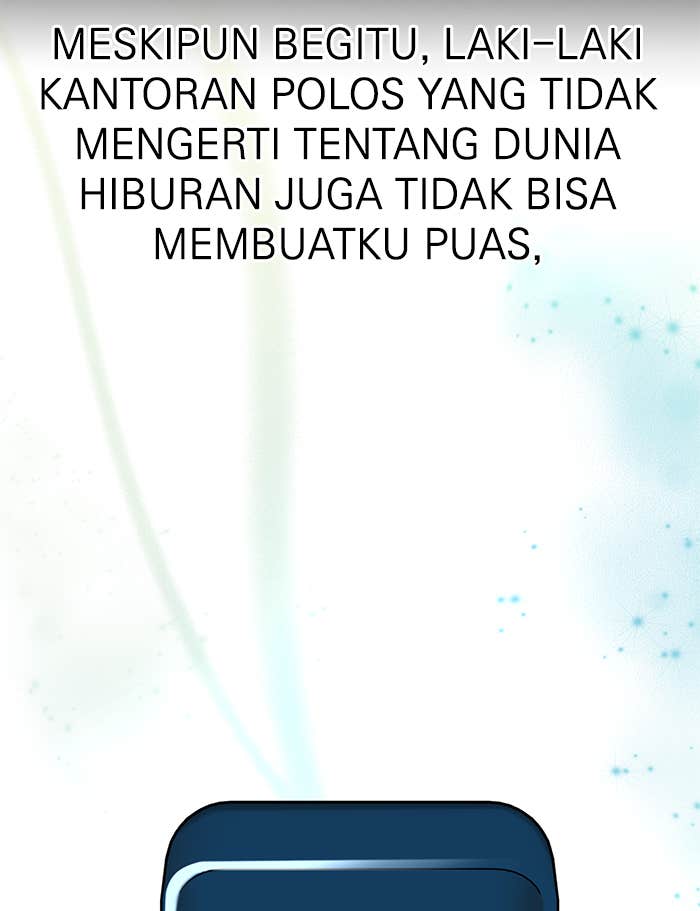 MESKIPUN BEGITU, LAKI-LAKI
KANTORAN POLOS YANG TIDAK
MENGERTI TENTANG DUNIA
HIBURAN JUGA TIDAK BISA
MEMBUATKU PUAS,